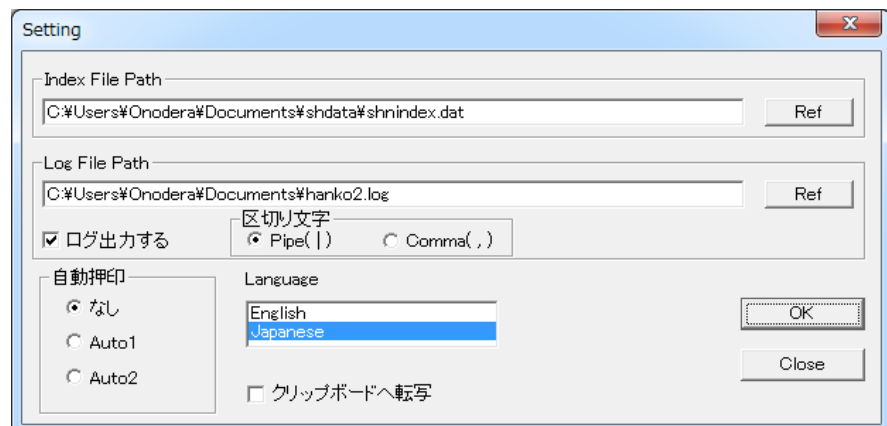 Setting
Index File Path
C:¥Users¥Onodera¥Documents¥shdata¥shnindex.dat
Ref
Log File Path
C:¥Users¥Onodera¥Documents¥hanko2.log
Ref
ログ出力する
区切り文字
Pipe(|)
Comma(,)
自動押印
なし
Auto1
Auto2
Language
English
Japanese
クリップボードへ転写
OK
Close